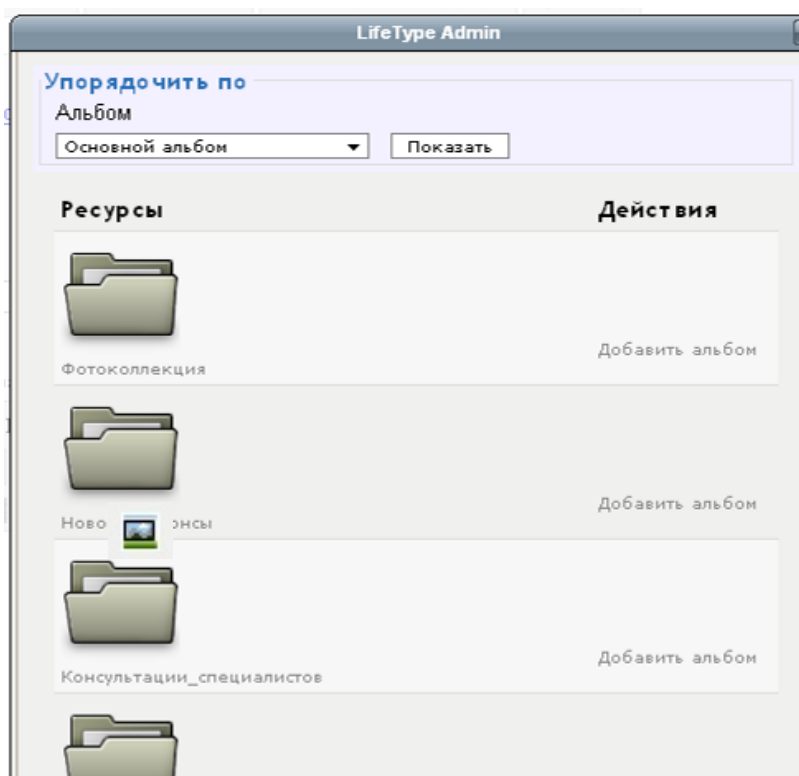 LifeType Admin
Упорядочить по
Альбом
Основной альбом Показать
Ресурсы Действия
Добавить альбом
Фотоколлекция
Добавить альбом
Консультации_специалистов
Добавить альбом